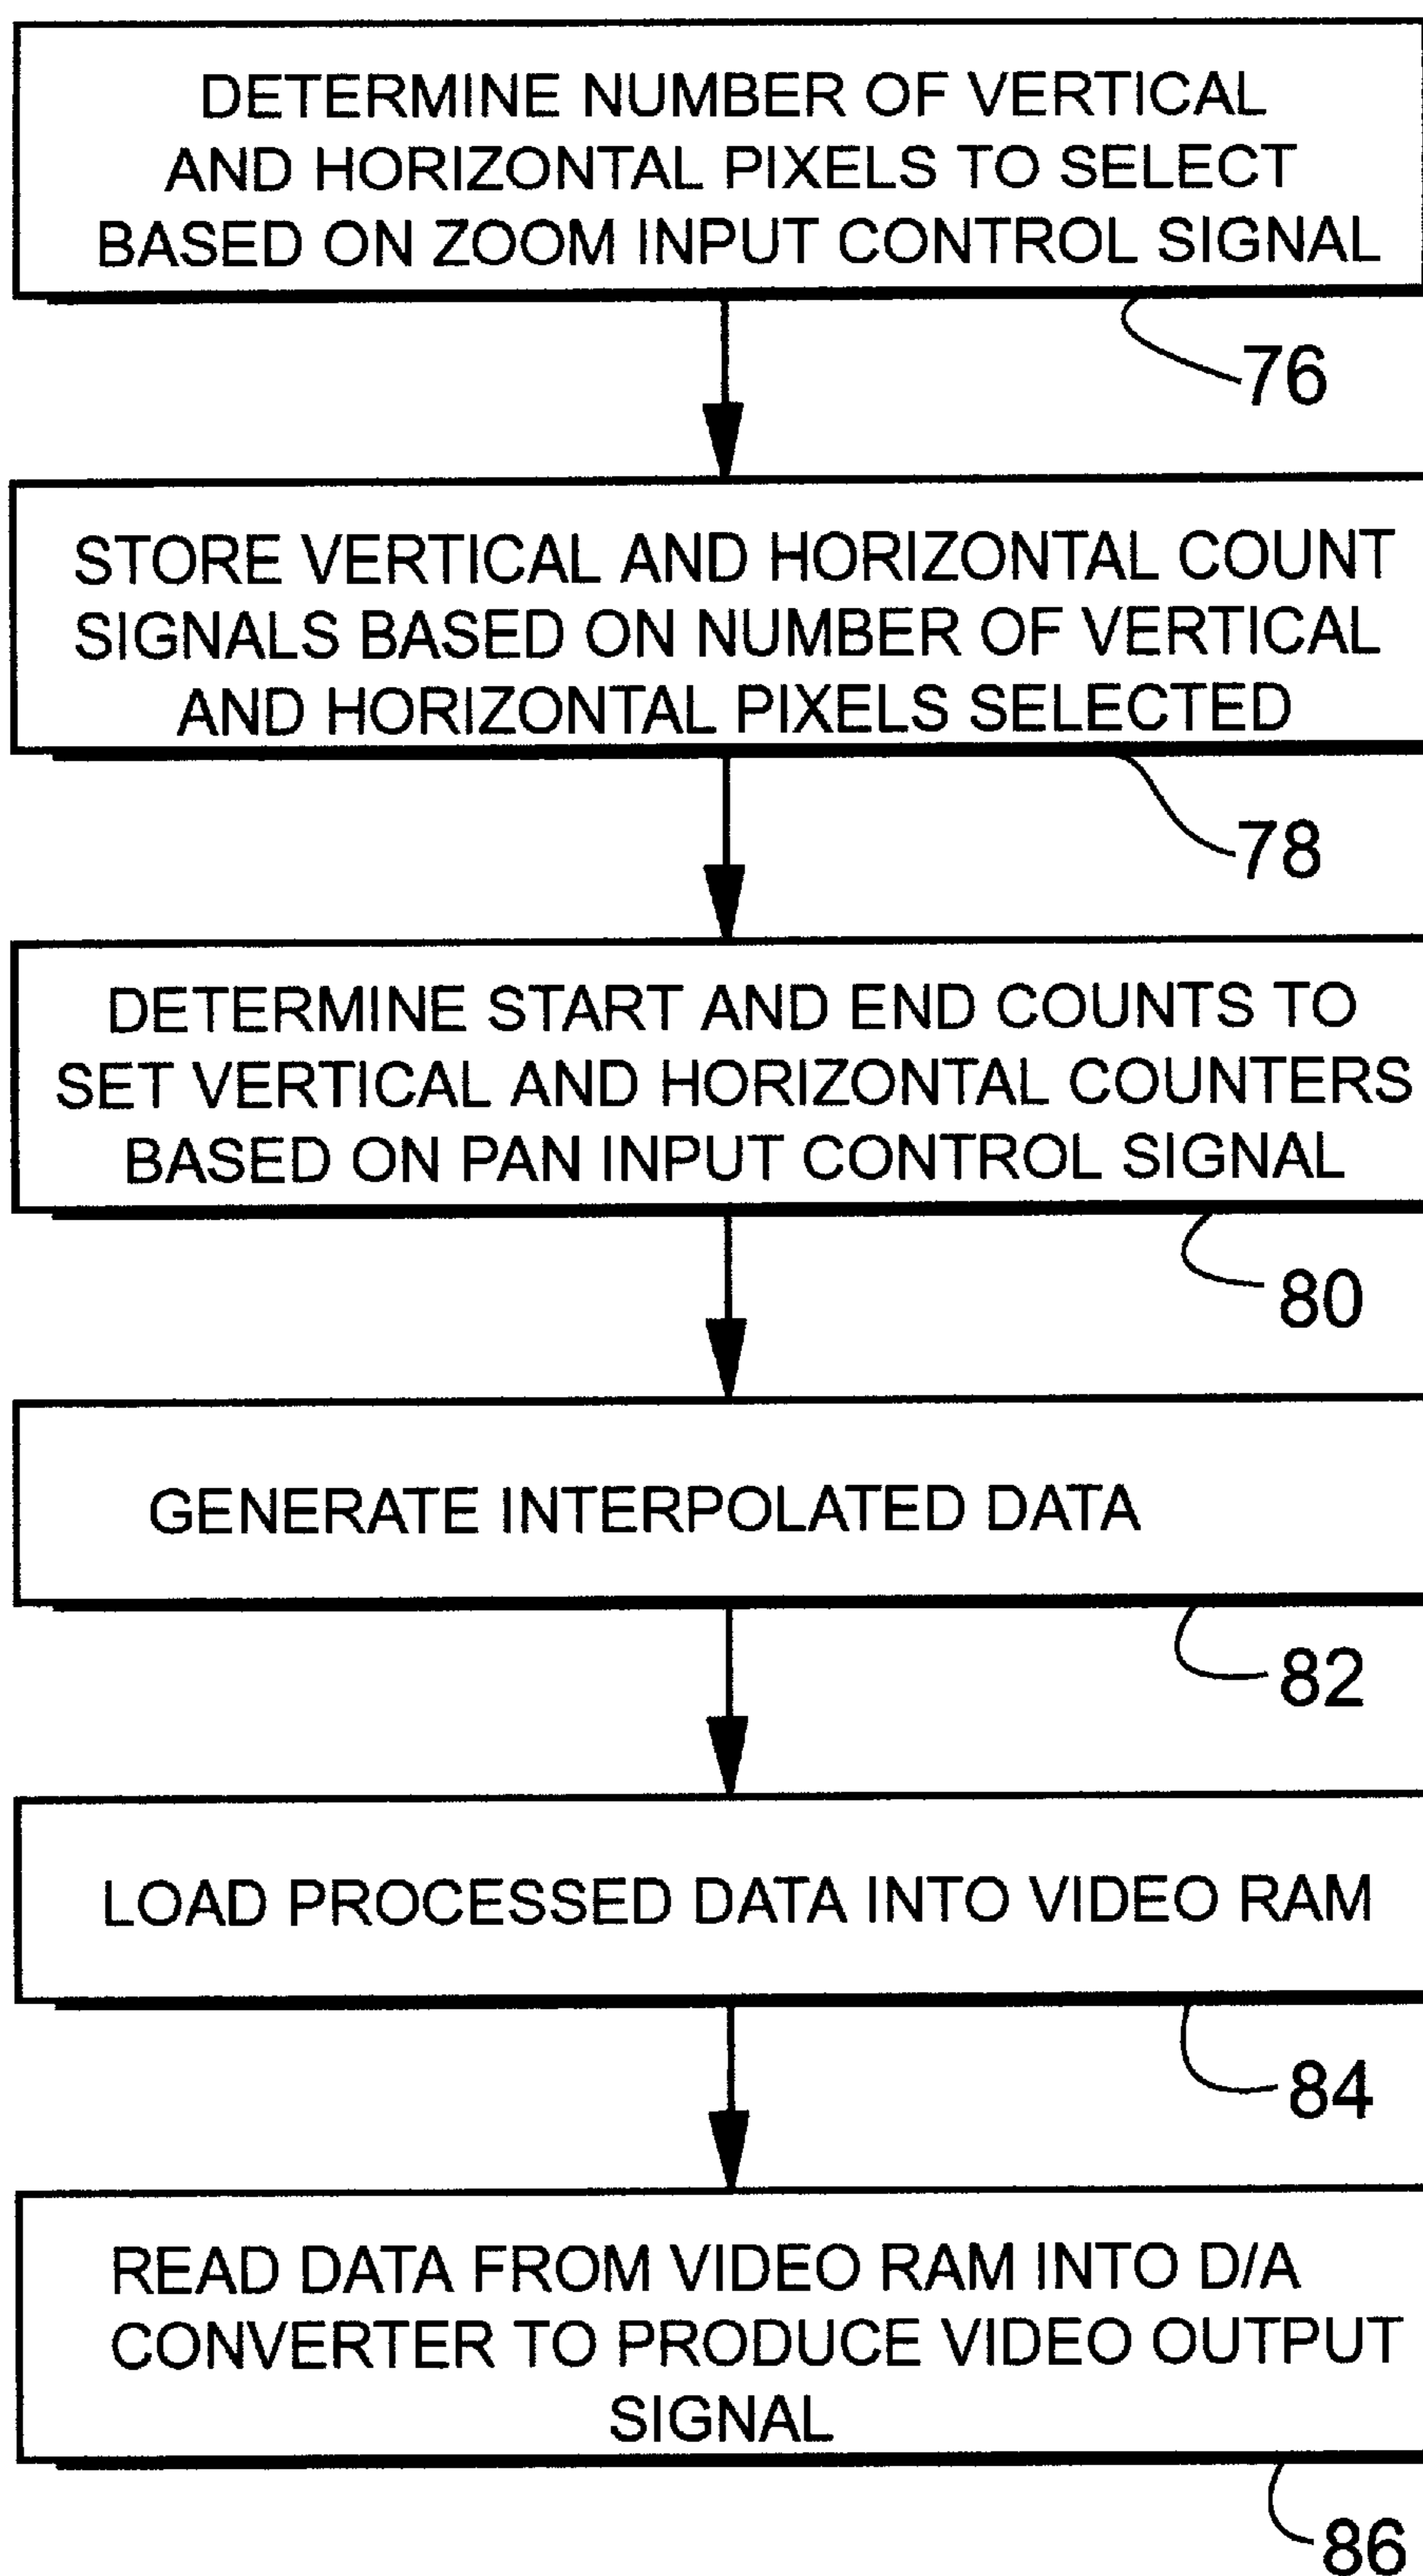 DETERMINE NUMBER OF VERTICAL
AND HORIZONTAL PIXELS TO SELECT
BASED ON ZOOM INPUT CONTROL SIGNAL
76
STORE VERTICAL AND HORIZONTAL COUNT
SIGNALS BASED ON NUMBER OF VERTICAL
AND HORIZONTAL PIXELS SELECTED
78
DETERMINE START AND END COUNTS TO
SET VERTICAL AND HORIZONTAL COUNTERS
BASED ON PAN INPUT CONTROL SIGNAL
80
GENERATE INTERPOLATED DATA
82
LOAD PROCESSED DATA INTO VIDEO RAM
84
READ DATA FROM VIDEO RAM INTO D/A
CONVERTER TO PRODUCE VIDEO OUTPUT
SIGNAL
86